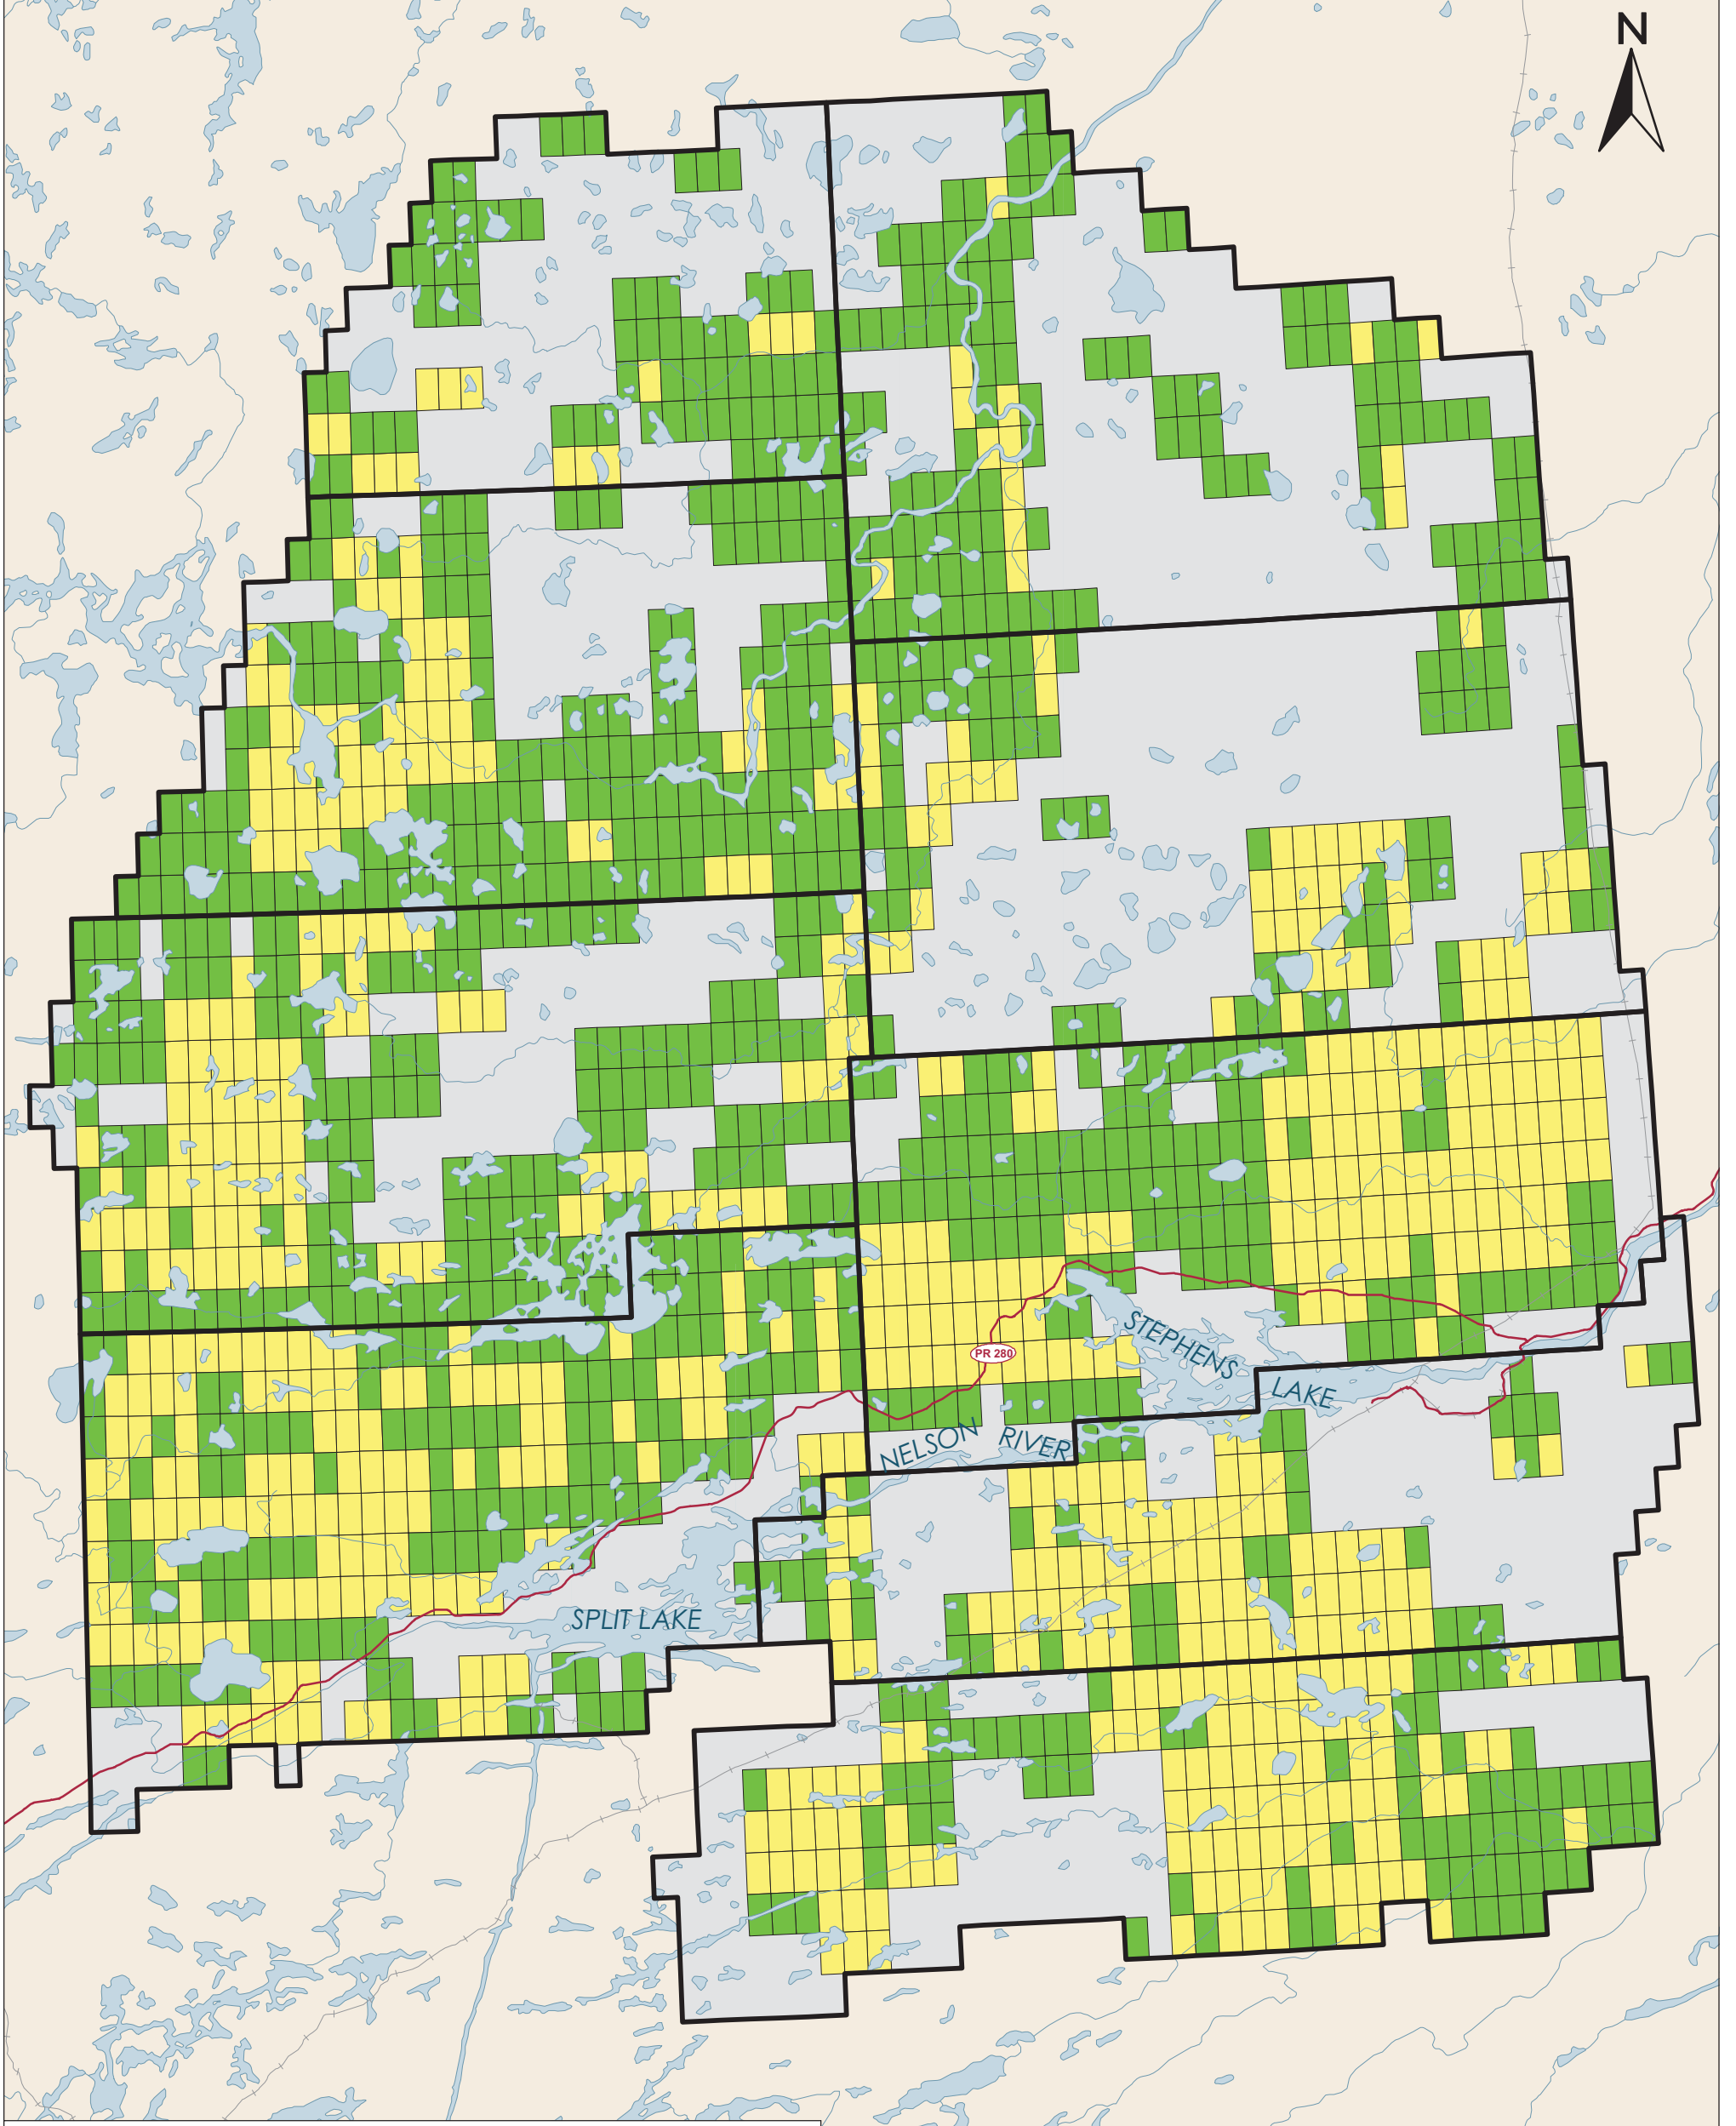 N
STEPHENS
LAKE
PR 280
NELSON RIVER
SPLIT LAKE